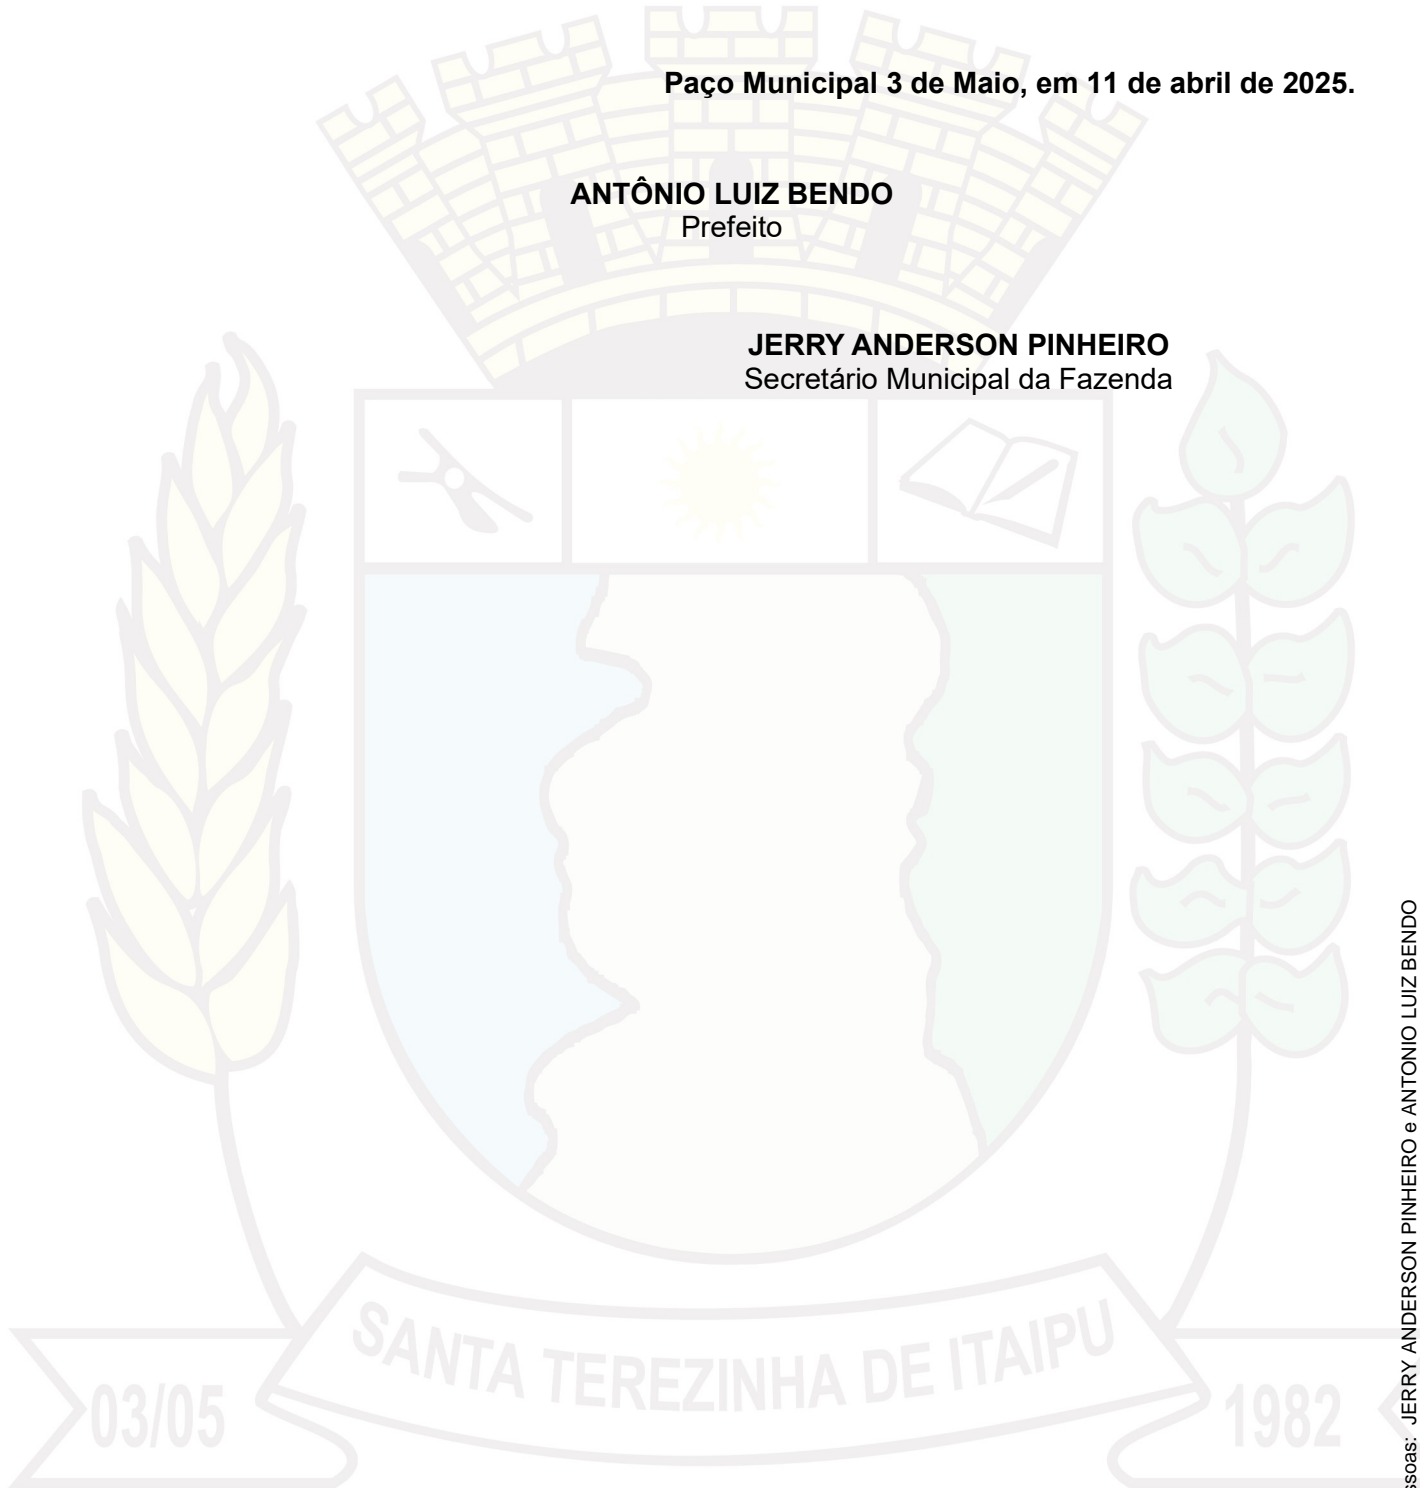 Paço Municipal 3 de Maio, em 11 de abril de 2025.
ANTÔNIO LUIZ BENDO
Prefeito
JERRY ANDERSON PINHEIRO
Secretário Municipal da Fazenda
SANTA TEREZINHA DE ITAIPU
03/05
1982
ssoas: JERRY ANDERSON PINHEIRO e ANTONIO LUIZ BENDO